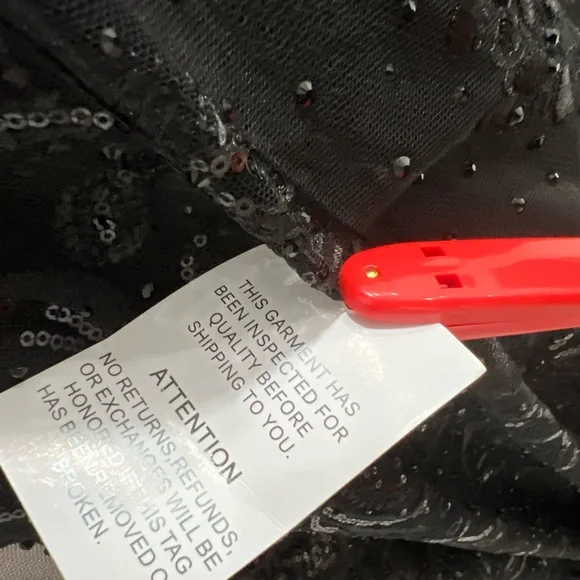 THIS GARMENT HAS
BEEN INSPECTED FOR
QUALITY BEFORE
SHIPPING TO YOU.
ATTENTION
NO RETURNS, REFUNDS,
OR EXCHANGES WILL BE
HONORED IF THIS TAG
HAS BEEN REMOVED O
BROKEN.